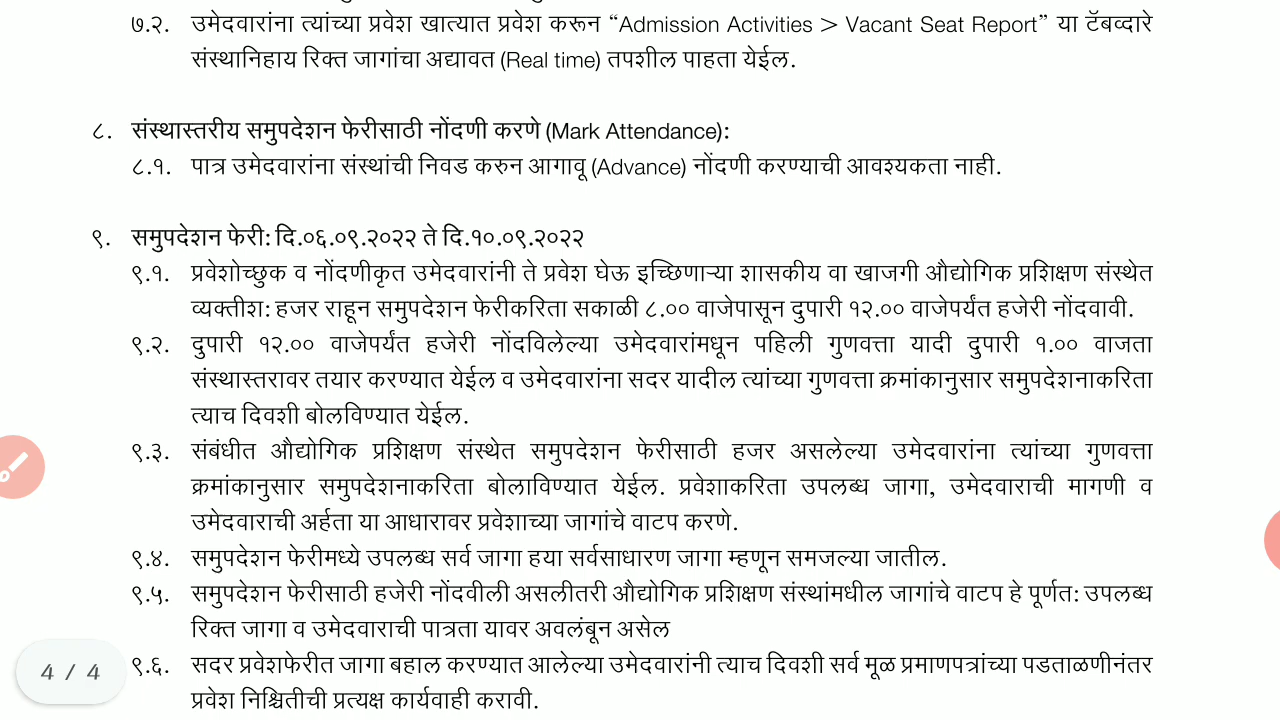 ७.२. उमेदवारांना त्यांच्या प्रवेश खात्यात प्रवेश करून “Admission Activities > Vacant Seat Report” या टॅबव्दारे
संस्थानिहाय रिक्त जागांचा अद्यावत (Real time) तपशील पाहता येईल.
८. संस्थास्तरीय समुपदेशन फेरीसाठी नोंदणी करणे (Mark Attendance):
८.१. पात्र उमेदवारांना संस्थांची निवड करुन आगावू (Advance) नोंदणी करण्याची आवश्यकता नाही.
९. समुपदेशन फेरी: दि.०६.०९.२०२२ ते दि.१०.०९.२०२२
९.१. प्रवेशोच्छुक व नोंदणीकृत उमेदवारांनी ते प्रवेश घेऊ इच्छिणाऱ्या शासकीय वा खाजगी औद्योगिक प्रशिक्षण संस्थेत
व्यक्तीश: हजर राहून समुपदेशन फेरीकरिता सकाळी ८.०० वाजेपासून दुपारी १२.०० वाजेपर्यंत हजेरी नोंदवावी.
९.२. दुपारी १२.०० वाजेपर्यंत हजेरी नोंदविलेल्या उमेदवारांमधून पहिली गुणवत्ता यादी दुपारी १.०० वाजता
संस्थास्तरावर तयार करण्यात येईल व उमेदवारांना सदर यादील त्यांच्या गुणवत्ता क्रमांकानुसार समुपदेशनाकरिता
त्याच दिवशी बोलविण्यात येईल.
९.३. संबंधीत औद्योगिक प्रशिक्षण संस्थेत समुपदेशन फेरीसाठी हजर असलेल्या उमेदवारांना त्यांच्या गुणवत्ता
क्रमांकानुसार समुपदेशनाकरिता बोलाविण्यात येईल. प्रवेशाकरिता उपलब्ध जागा, उमेदवाराची मागणी व
उमेदवाराची अर्हता या आधारावर प्रवेशाच्या जागांचे वाटप करणे.
९.४. समुपदेशन फेरीमध्ये उपलब्ध सर्व जागा हया सर्वसाधारण जागा म्हणून समजल्या जातील.
९.५. समुपदेशन फेरीसाठी हजेरी नोंदवीली असलीतरी औद्योगिक प्रशिक्षण संस्थांमधील जागांचे वाटप हे पूर्णत: उपलब्ध
रिक्त जागा व उमेदवाराची पात्रता यावर अवलंबून असेल
९.६. सदर प्रवेशफेरीत जागा बहाल करण्यात आलेल्या उमेदवारांनी त्याच दिवशी सर्व मूळ प्रमाणपत्रांच्या पडताळणीनंतर
प्रवेश निश्चितीची प्रत्यक्ष कार्यवाही करावी.
4 / 4